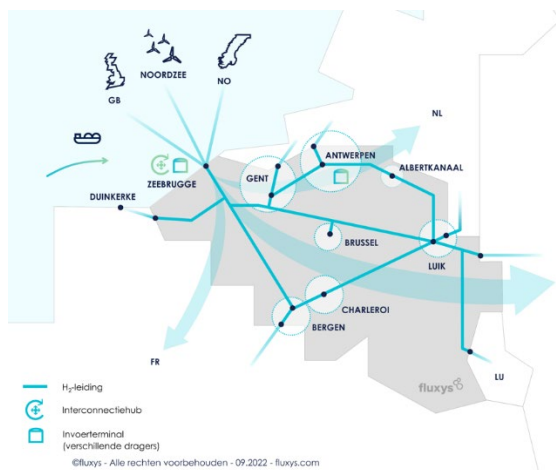 NOORDZEE
GB
NO
NL
ANTWERPEN
ALBERTKANAAL
GENT
ZEEBRUGGE
DUINKERKE
BRUSSEL
LUIK
CHARLEROI
BERGEN
FR
LU
fluxys
H₂-leiding
Interconnectiehub
Invoerterminal
(verschillende dragers)
©fluxys - Alle rechten voorbehouden - 09.2022 - fluxys.com